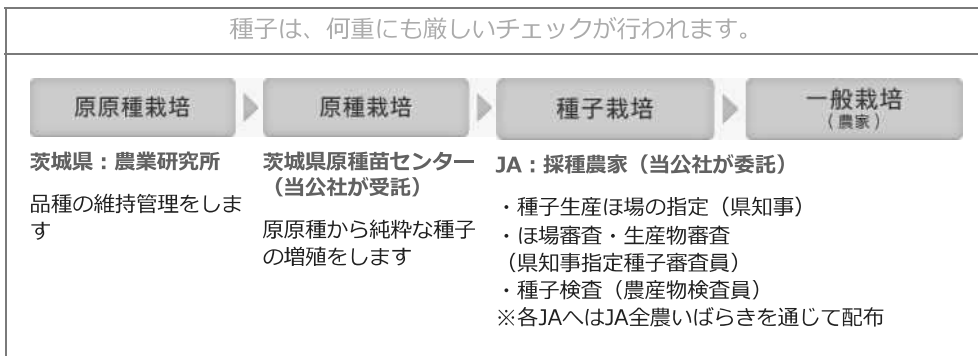 種子は、何重にも厳しいチェックが行われます。
原原種栽培
原種栽培
種子栽培
一般栽培
（農家）
茨城県：農業研究所
品種の維持管理をしま
す
茨城県原種苗センター
（当公社が受託）
原原種から純粋な種子
の増殖をします
JA：採種農家（当公社が委託）
・種子生産ほ場の指定（県知事）
・ほ場審査・生産物審査
（県知事指定種子審査員）
・種子検査（農産物検査員）
※各JAへはJA全農いばらきを通じて配布